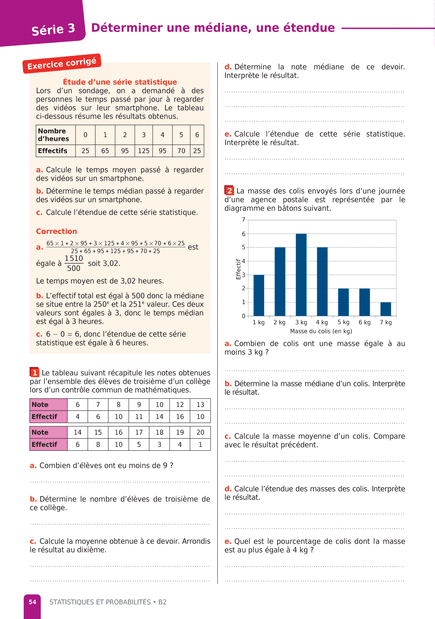 Série 3
Déterminer une médiane, une étendue
Exercice corrigé
Étude d'une série statistique
Lors d'un sondage, on a demandé à des
personnes le temps passé par jour à regarder
des vidéos sur leur smartphone. Le tableau
ci-dessous résume les résultats obtenus.
Nombre d'heures 0 1 2 3 4 5 6
Effectifs 25 65 95 125 95 70 25
a. Calcule le temps moyen passé à regarder
des vidéos sur un smartphone.
b. Détermine le temps médian passé à regarder
des vidéos sur un smartphone.
c. Calcule l'étendue de cette série statistique.
Correction
a. 65 × 1 + 2 × 95 + 3 × 125 + 4 × 95 + 5 × 70 + 6 × 25 est
25 + 65 + 95 + 125 + 95 + 70 + 25
égale à 1510
500 soit 3,02.
Le temps moyen est de 3,02 heures.
b. L'effectif total est égal à 500 donc la médiane
se situe entre la 250e et la 251e valeur. Ces deux
valeurs sont égales à 3, donc le temps médian
est égal à 3 heures.
c. 6 − 0 = 6, donc l'étendue de cette série
statistique est égale à 6 heures.
1 Le tableau suivant récapitule les notes obtenues
par l'ensemble des élèves de troisième d'un collège
lors d'un contrôle commun de mathématiques.
Note 6 7 8 9 10 12 13
Effectif 4 6 10 11 14 16 10
Note 14 15 16 17 18 19 20
Effectif 6 8 10 5 3 4 1
a. Combien d'élèves ont eu moins de 9 ?
b. Détermine le nombre d'élèves de troisième de
ce collège.
c. Calcule la moyenne obtenue à ce devoir. Arrondis
le résultat au dixième.
d. Détermine la note médiane de ce devoir.
Interprète le résultat.
e. Calcule l'étendue de cette série statistique.
Interprète le résultat.
2 La masse des colis envoyés lors d'une journée
d'une agence postale est représentée par le
diagramme en bâtons suivant.
7
6
5
4
3
2
1
0
Effectif
1 kg 2 kg 3 kg 4 kg 5 kg 6 kg 7 kg
Masse du colis (en kg)
a. Combien de colis ont une masse égale à au
moins 3 kg ?
b. Détermine la masse médiane d'un colis. Interprète
le résultat.
c. Calcule la masse moyenne d'un colis. Compare
avec le résultat précédent.
d. Calcule l'étendue des masses des colis. Interprète
le résultat.
e. Quel est le pourcentage de colis dont la masse
est au plus égale à 4 kg ?
54 STATISTIQUES ET PROBABILITÉS • B2